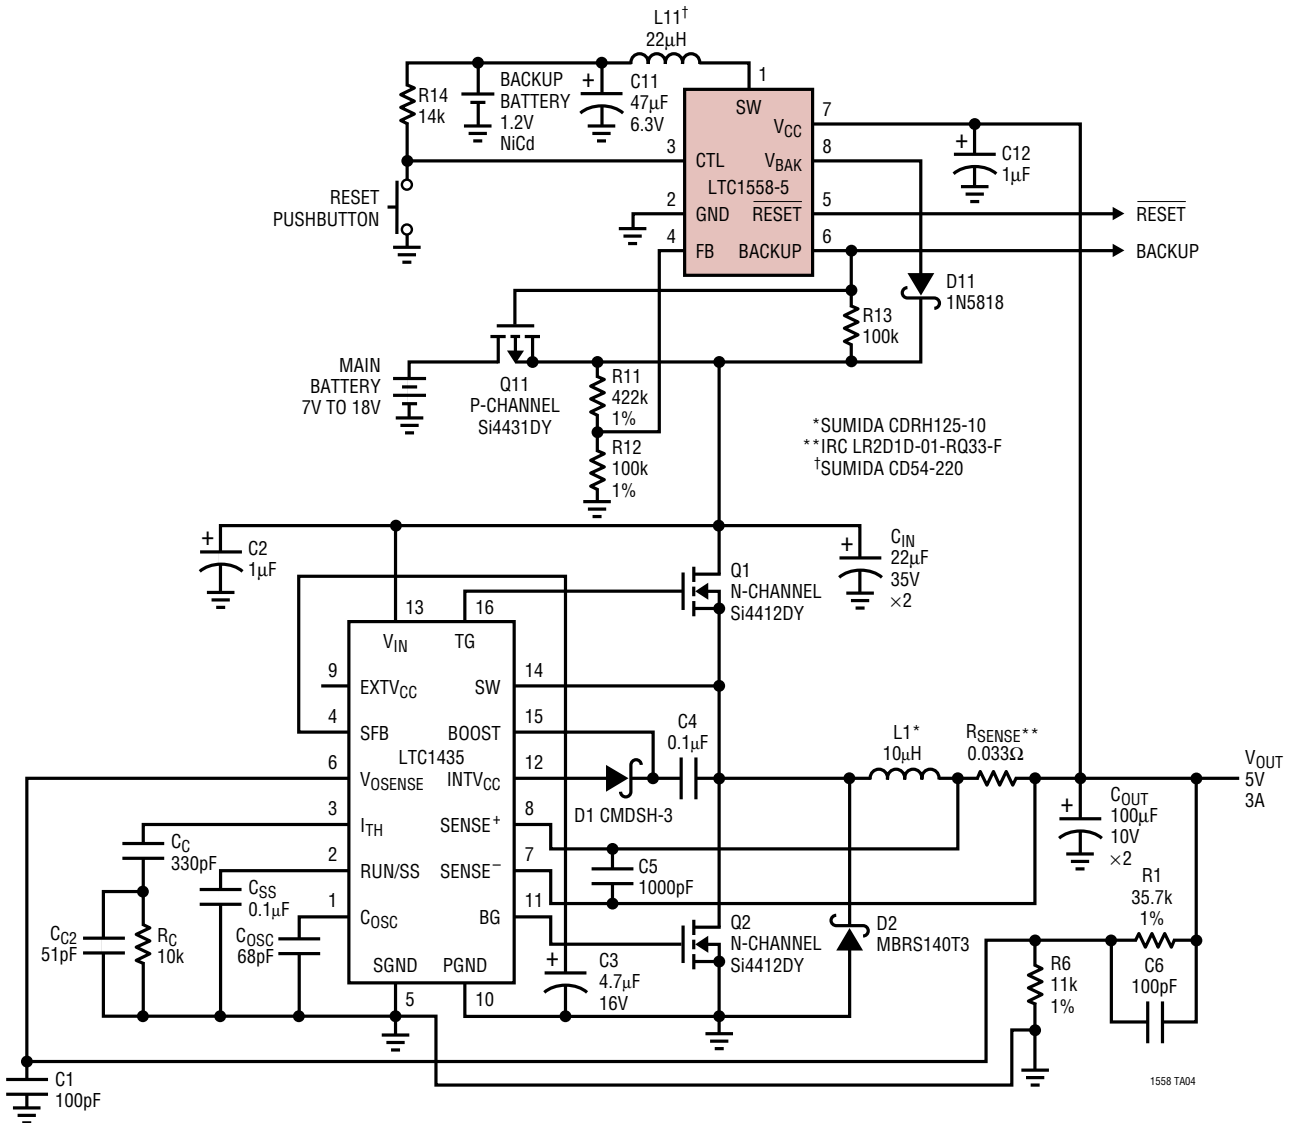 L11†
22µH
1
R14
14k
BACKUP
BATTERY
1.2V
NiCd
+
C11
47µF
6.3V
SW
7
VCC
3
CTL
8
VBAK
+
C12
1µF
LTC1558-5
RESET
PUSHBUTTON
2
GND
RESET
5
RESET
4
FB
BACKUP
6
BACKUP
D11
1N5818
R13
100k
MAIN
BATTERY
7V TO 18V
Q11
P-CHANNEL
Si4431DY
R11
422k
1%
R12
100k
1%
*SUMIDA CDRH125-10
**IRC LR2D1D-01-RQ33-F
†SUMIDA CD54-220
+
C2
1µF
+
CIN
22µF
35V
×2
Q1
N-CHANNEL
Si4412DY
13
16
VIN
TG
9
EXTVCC
SW
14
4
SFB
BOOST
15
LTC1435
6
VOSENSE
INTVCC
12
D1 CMDSH-3
C4
0.1µF
L1*
10µH
RSENSE**
0.033Ω
VOUT
5V
3A
3
ITH
SENSE+
8
CC
330pF
2
RUN/SS
SENSE–
7
C5
1000pF
+
COUT
100µF
10V
×2
CSS
0.1µF
1
COSC
BG
11
CC2
51pF
RC
10k
COSC
68pF
SGND
PGND
5
10
+
C3
4.7µF
16V
Q2
N-CHANNEL
Si4412DY
D2
MBRS140T3
R1
35.7k
1%
R6
11k
1%
C6
100pF
C1
100pF
1558 TA04